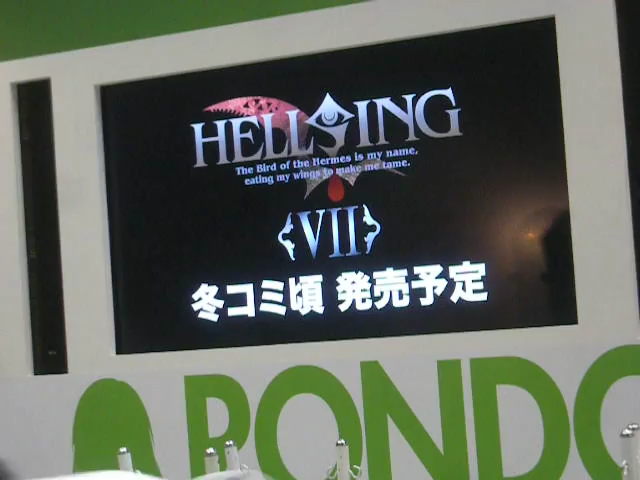 HELLSING
The Bird of the Hermes is my name,
eating my wings to make me tame.
VII
冬コミ頃 発売予定